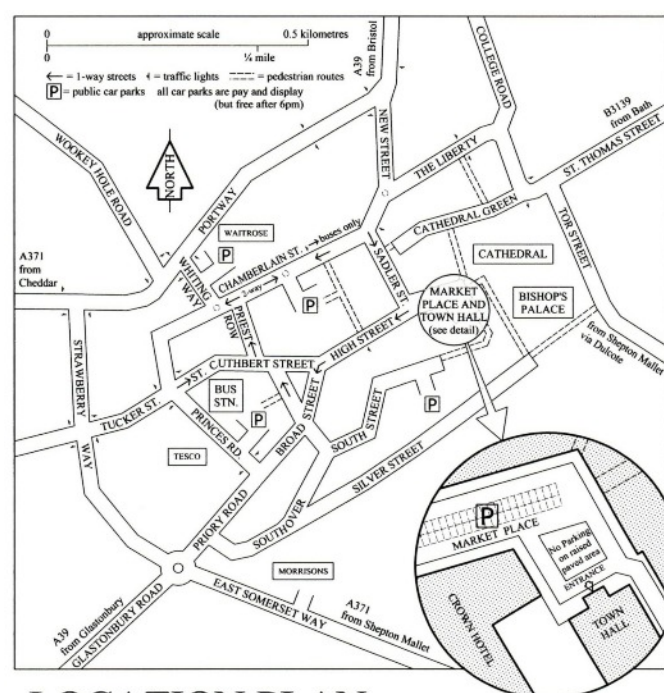 0 approximate scale 0.5 kilometres
0 ¼ mile
← = 1-way streets = traffic lights = pedestrian routes
P = public car parks all car parks are pay and display
(but free after 6pm)
NORTH
A39
from Bristol
COLLEGE ROAD
B3139
from Bath
ST. THOMAS STREET
WOOKEY HOLE ROAD
PORTWAY
NEW STREET
THE LIBERTY
TOR STREET
WAITROSE
P
CHAMBERLAIN ST.
→ buses only
CATHEDRAL GREEN
CATHEDRAL
A371
from
Cheddar
WHITING
WAY
2-way
P
SADLER ST.
MARKET
PLACE AND
TOWN HALL
(see detail)
BISHOP'S
PALACE
from Shepton Mallet
via Dulcote
STRAWBERRY
WAY
PRIEST
ROW
HIGH STREET
ST. CUTHBERT STREET
TUCKER ST.
BUS
STN.
P
PRINCES RD.
BROAD STREET
SOUTH STREET
P
TESCO
SILVER STREET
PRIORY ROAD
SOUTHOVER
MORRISONS
EAST SOMERSET WAY
A371
from Shepton Mallet
A39
from Glastonbury
GLASTONBURY ROAD
P
MARKET PLACE
No Parking
on raised
paved area
ENTRANCE
CROWN HOTEL
TOWN
HALL
LOCATION PLAN